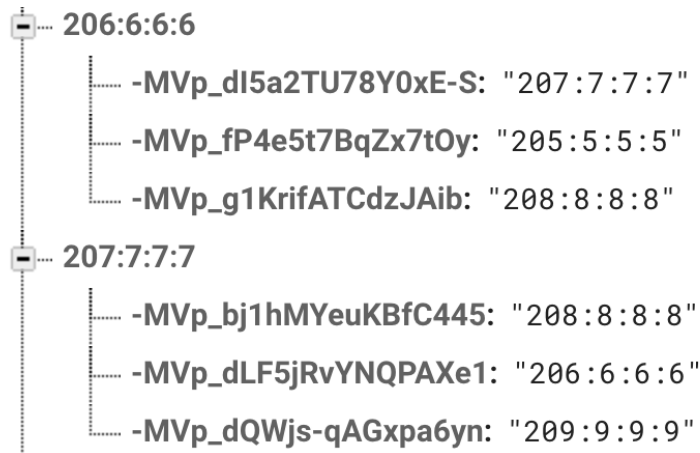 206:6:6:6
-MVp_dI5a2TU78Y0xE-S: "207:7:7:7"
-MVp_fP4e5t7BqZx7tOy: "205:5:5:5"
-MVp_g1KrifATCdzJAib: "208:8:8:8"
207:7:7:7
-MVp_bj1hMYeuKBfC445: "208:8:8:8"
-MVp_dLF5jRvYNQPAXe1: "206:6:6:6"
-MVp_dQWjs-qAGxpa6yn: "209:9:9:9"